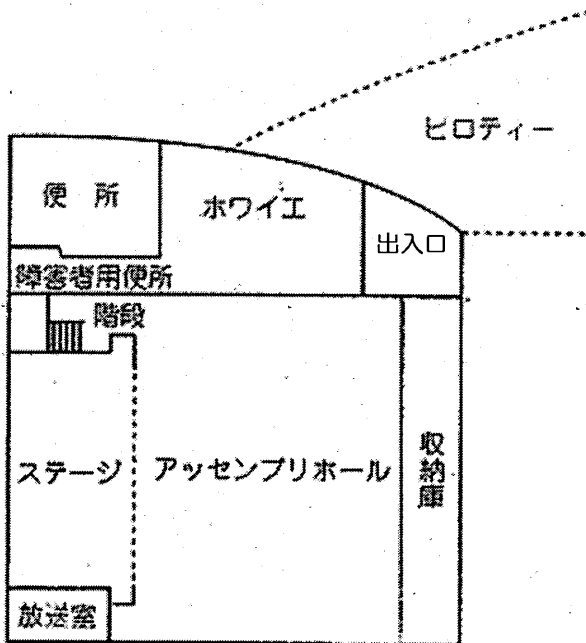 ピロティー
便 所
ホワイエ
出入口
障害者用便所
階段
ステージ
アッセンブリホール
収納庫
放送室